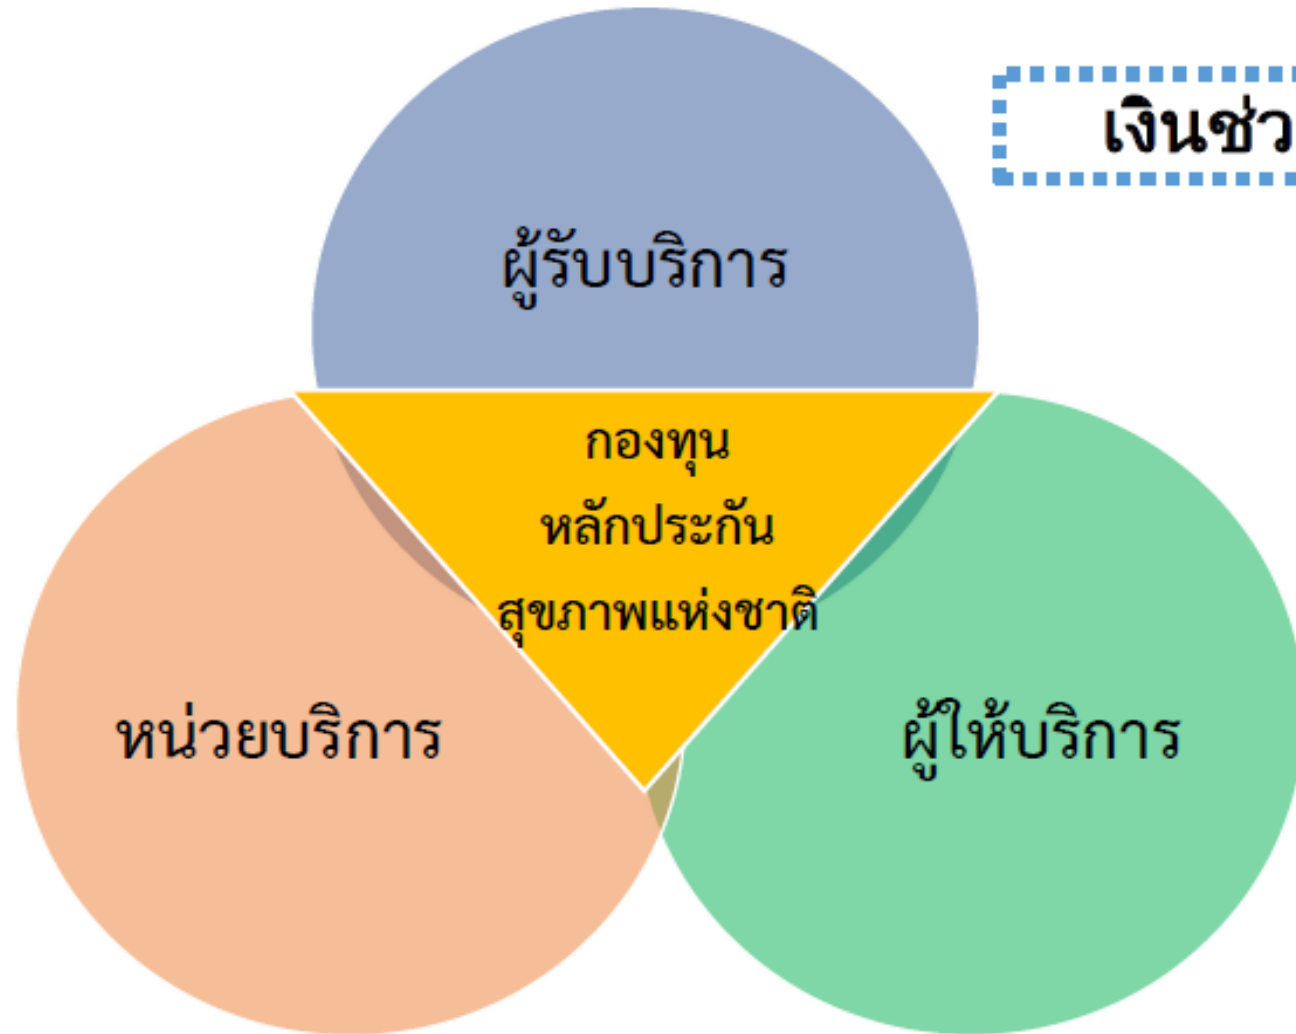 เงินช่ว
ผู้รับบริการ
กองทุน
หลักประกัน
สุขภาพแห่งชาติ
หน่วยบริการ
ผู้ให้บริการ